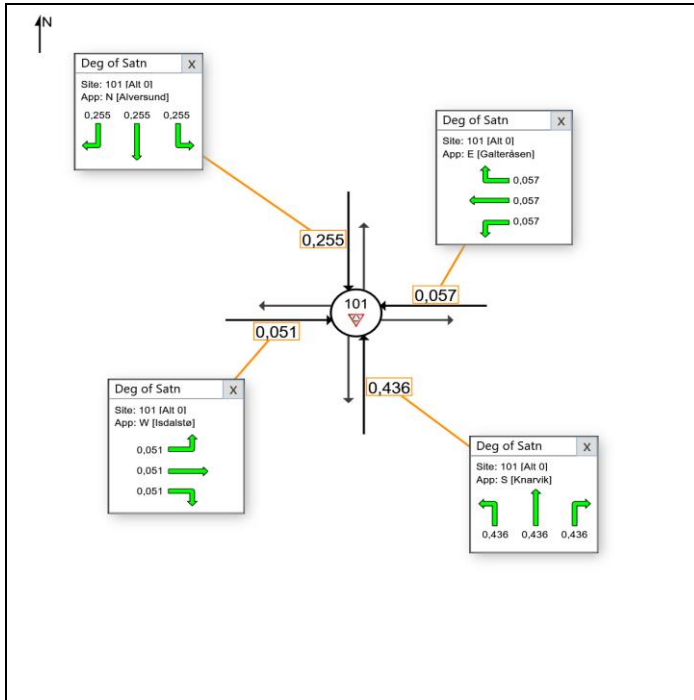 N
Deg of Satn X
Site: 101 [Alt 0]
App: N [Alversund]
0,255 0,255 0,255
Deg of Satn X
Site: 101 [Alt 0]
App: E [Galteråsen]
0,057
0,057
0,057
0,255
0,057
101
0,051
0,436
Deg of Satn X
Site: 101 [Alt 0]
App: W [Isdalstø]
0,051
0,051
0,051
Deg of Satn X
Site: 101 [Alt 0]
App: S [Knarvik]
0,436 0,436 0,436